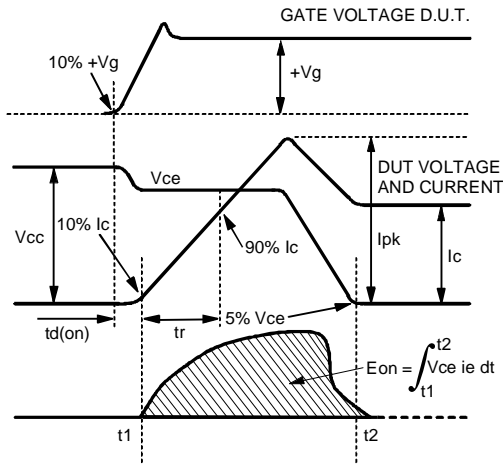 GATE VOLTAGE D.U.T.
10% +Vg
+Vg
Vce
DUT VOLTAGE
AND CURRENT
Vcc
10% Ic
90% Ic
Ipk
Ic
td(on)
tr
5% Vce
Eon = ∫ Vce ie dt
t2
t1
t1
t2